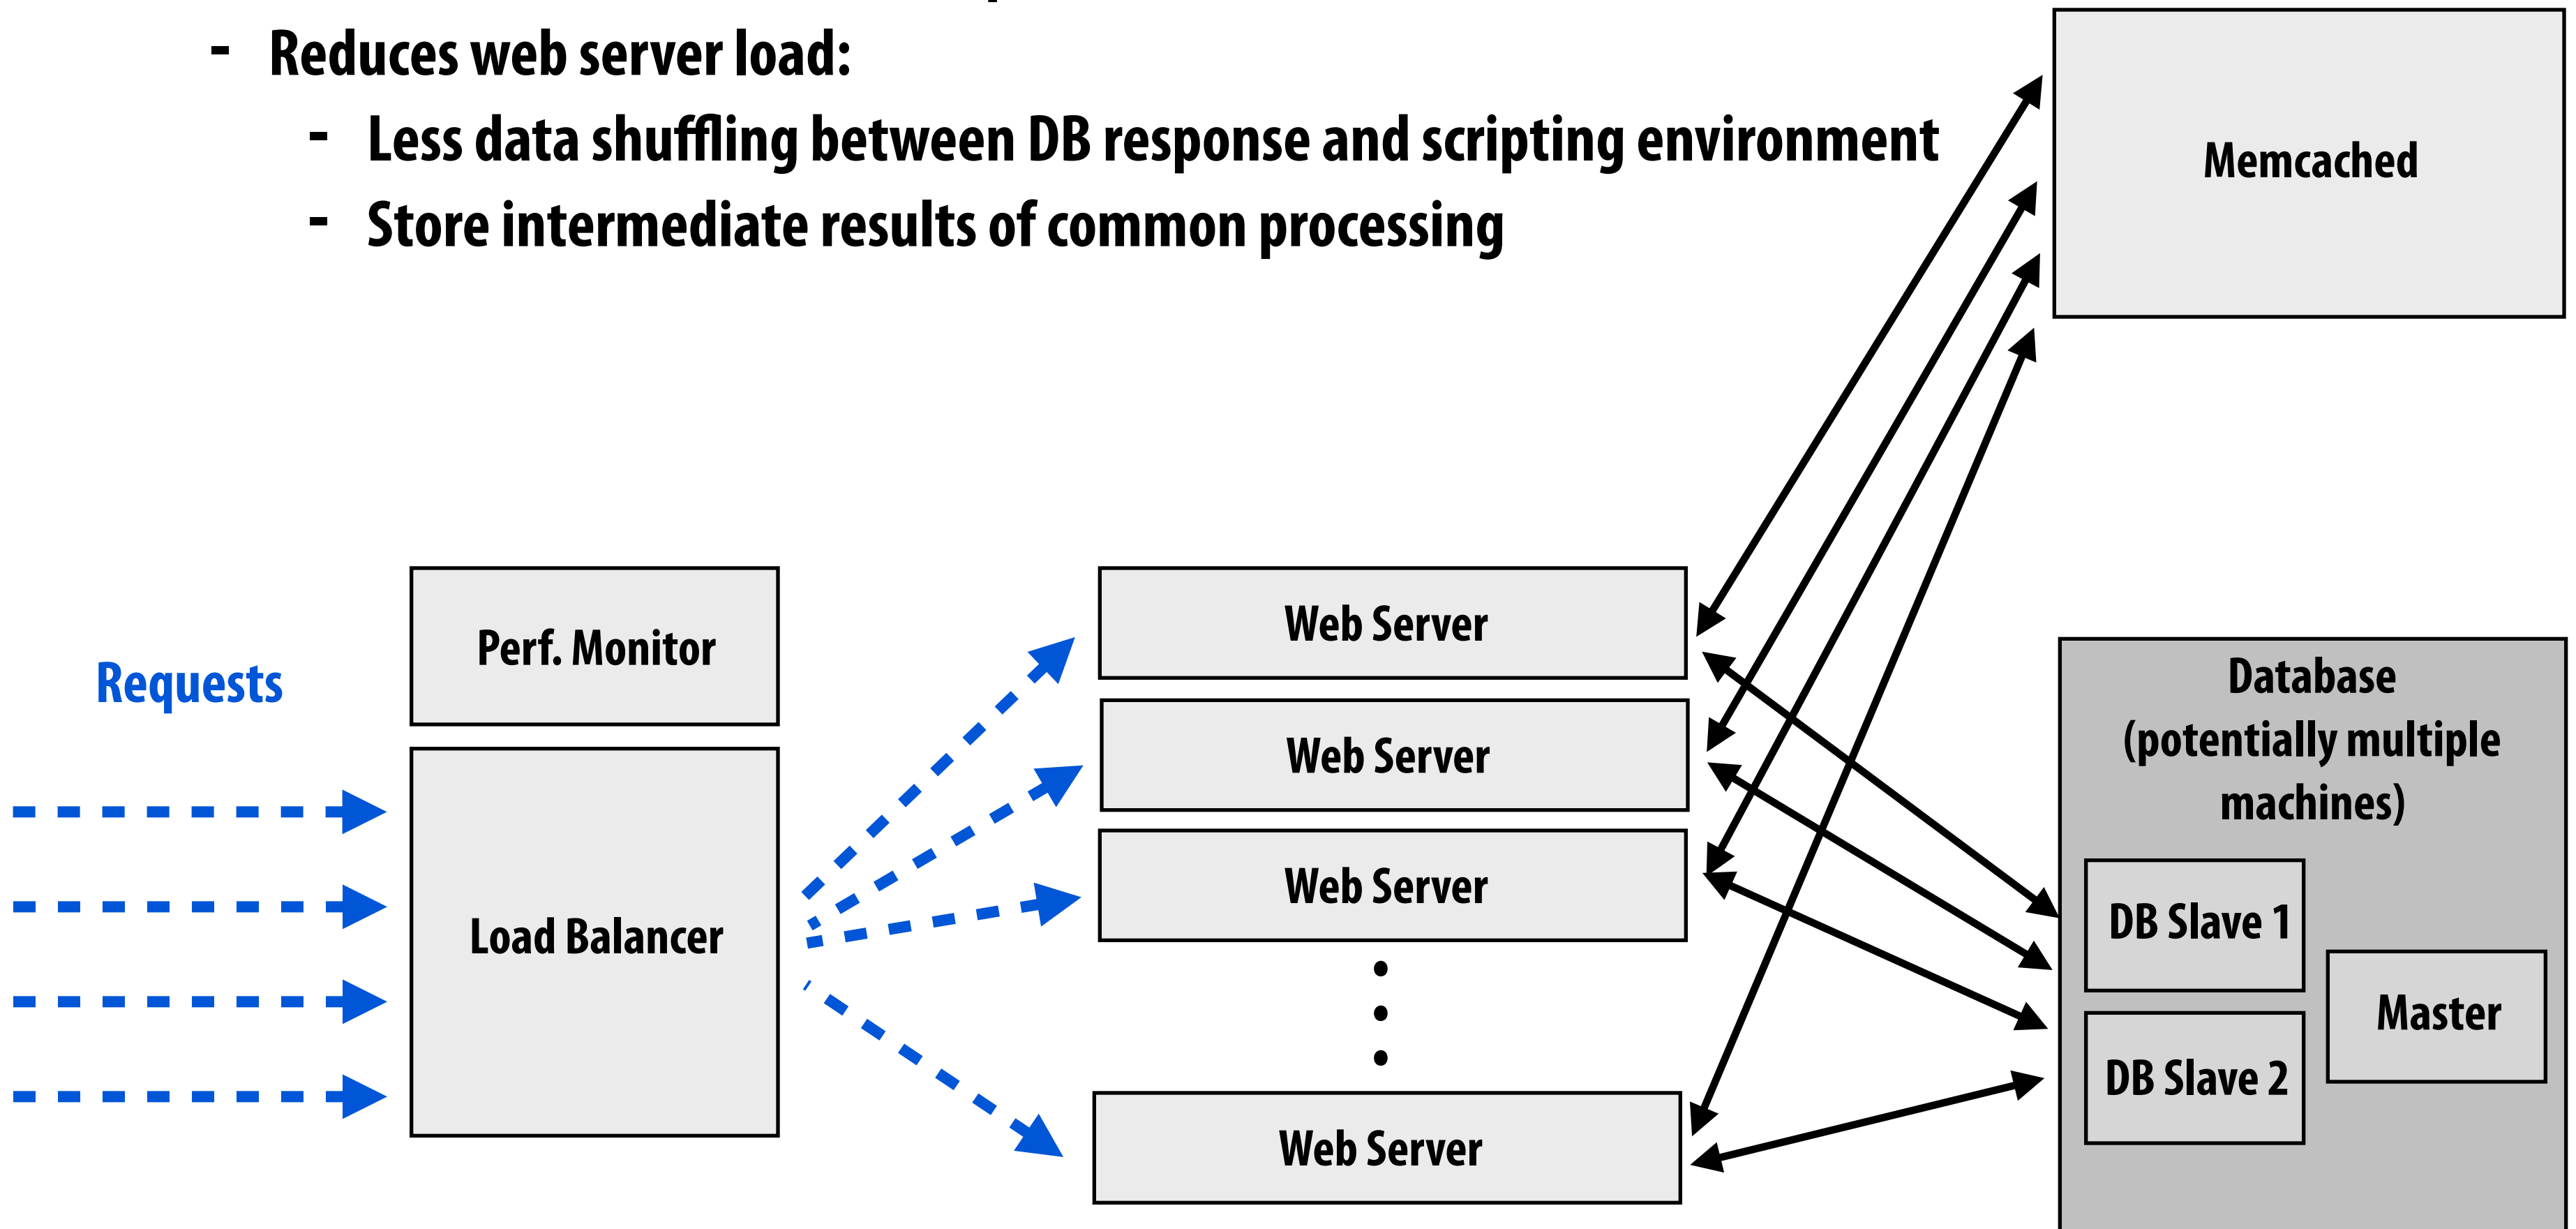 - Reduces web server load:
- Less data shuffling between DB response and scripting environment
- Store intermediate results of common processing
Memcached
Requests
Perf. Monitor
Load Balancer
Web Server
Web Server
Web Server
Web Server
Database
(potentially multiple
machines)
DB Slave 1
DB Slave 2
Master